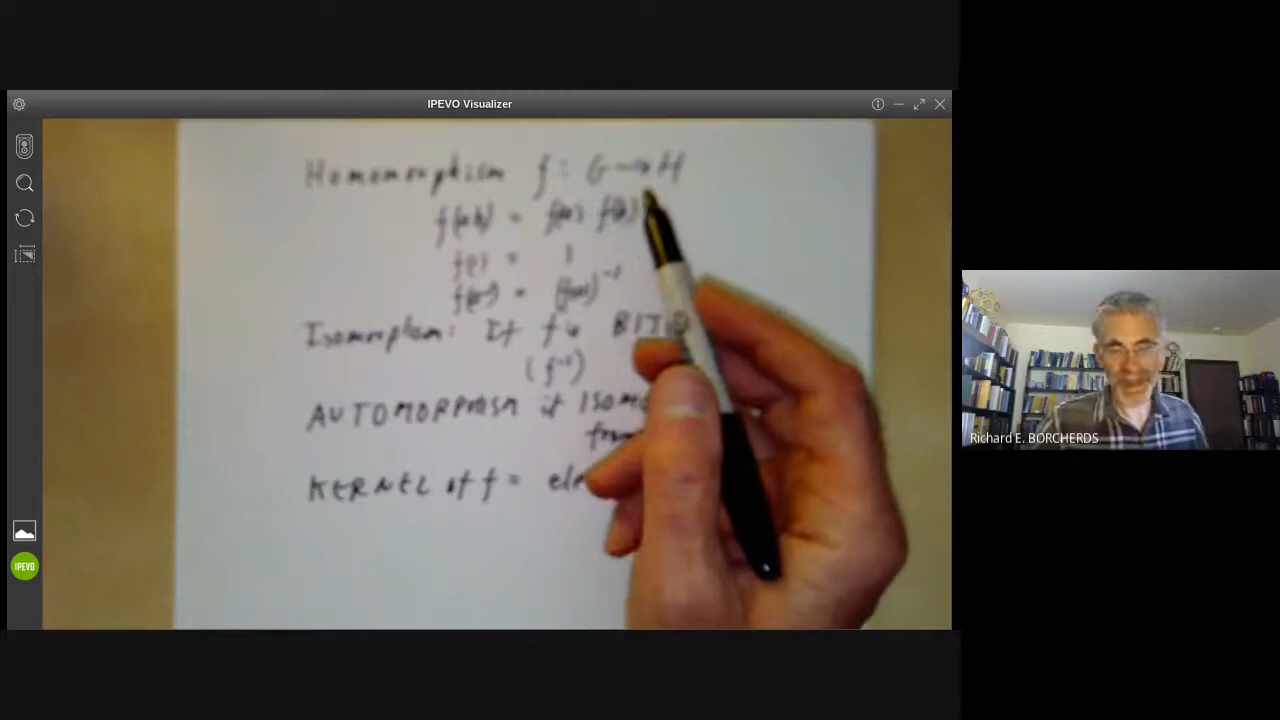 IPEVO Visualizer
Homomorphism f: G → H
f(ab) = f(a) f(b)
f(1) = 1
f(a⁻¹) = (f(a))⁻¹
Isomorphism: If f is BIJ
(f⁻¹)
AUTOMORPHISM if ISOMO
from
KERNEL of f = ele
IPEVO
Richard E. BORCHERDS